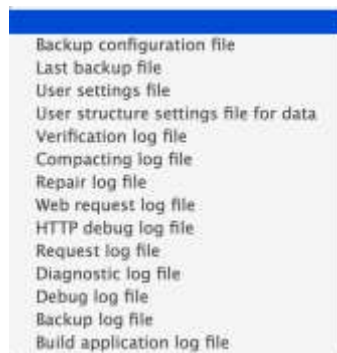 Backup configuration file
Last backup file
User settings file
User structure settings file for data
Verification log file
Compacting log file
Repair log file
Web request log file
HTTP debug log file
Request log file
Diagnostic log file
Debug log file
Backup log file
Build application log file